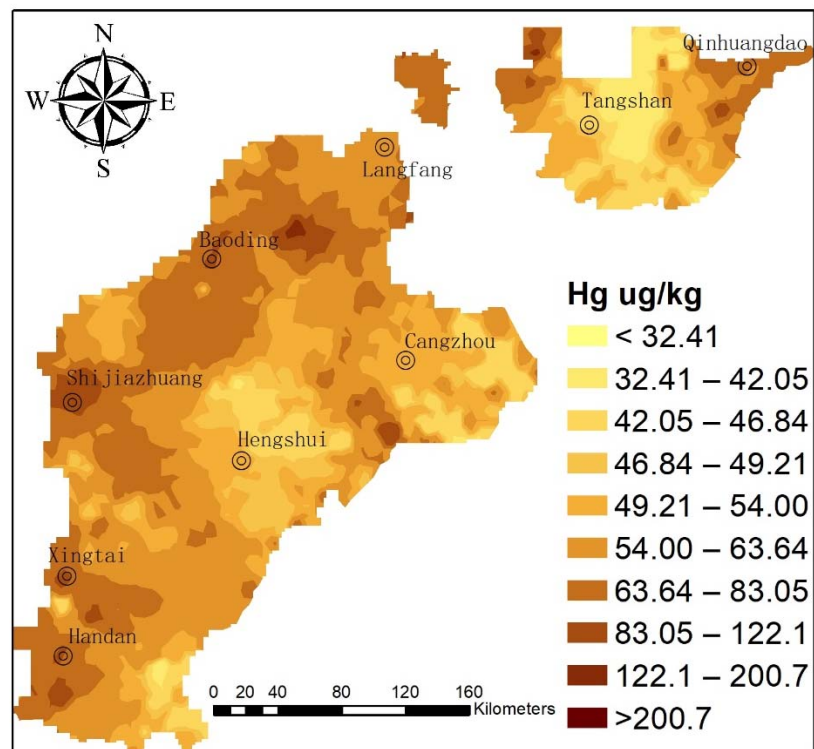 N
W E
S
Qinhuangdao
Tangshan
Langfang
Baoding
Cangzhou
Shijiazhuang
Hengshui
Xingtai
Handan
Hg ug/kg
< 32.41
32.41 – 42.05
42.05 – 46.84
46.84 – 49.21
49.21 – 54.00
54.00 – 63.64
63.64 – 83.05
83.05 – 122.1
122.1 – 200.7
>200.7
0 20 40 80 120 160
Kilometers